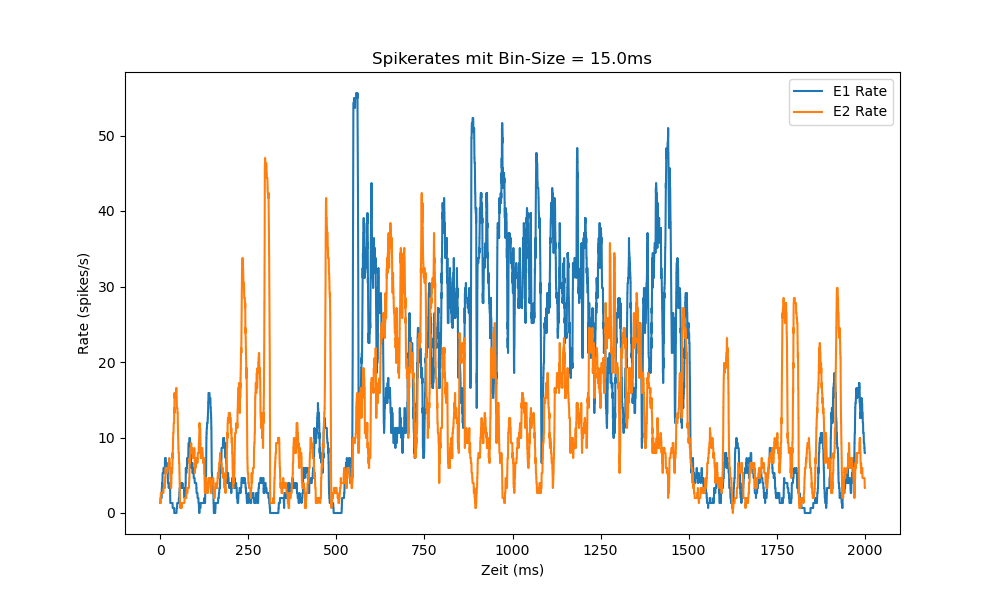 Spikerates mit Bin-Size = 15.0ms
E1 Rate
E2 Rate
Rate (spikes/s)
50
40
30
20
10
0
0 250 500 750 1000 1250 1500 1750 2000
Zeit (ms)